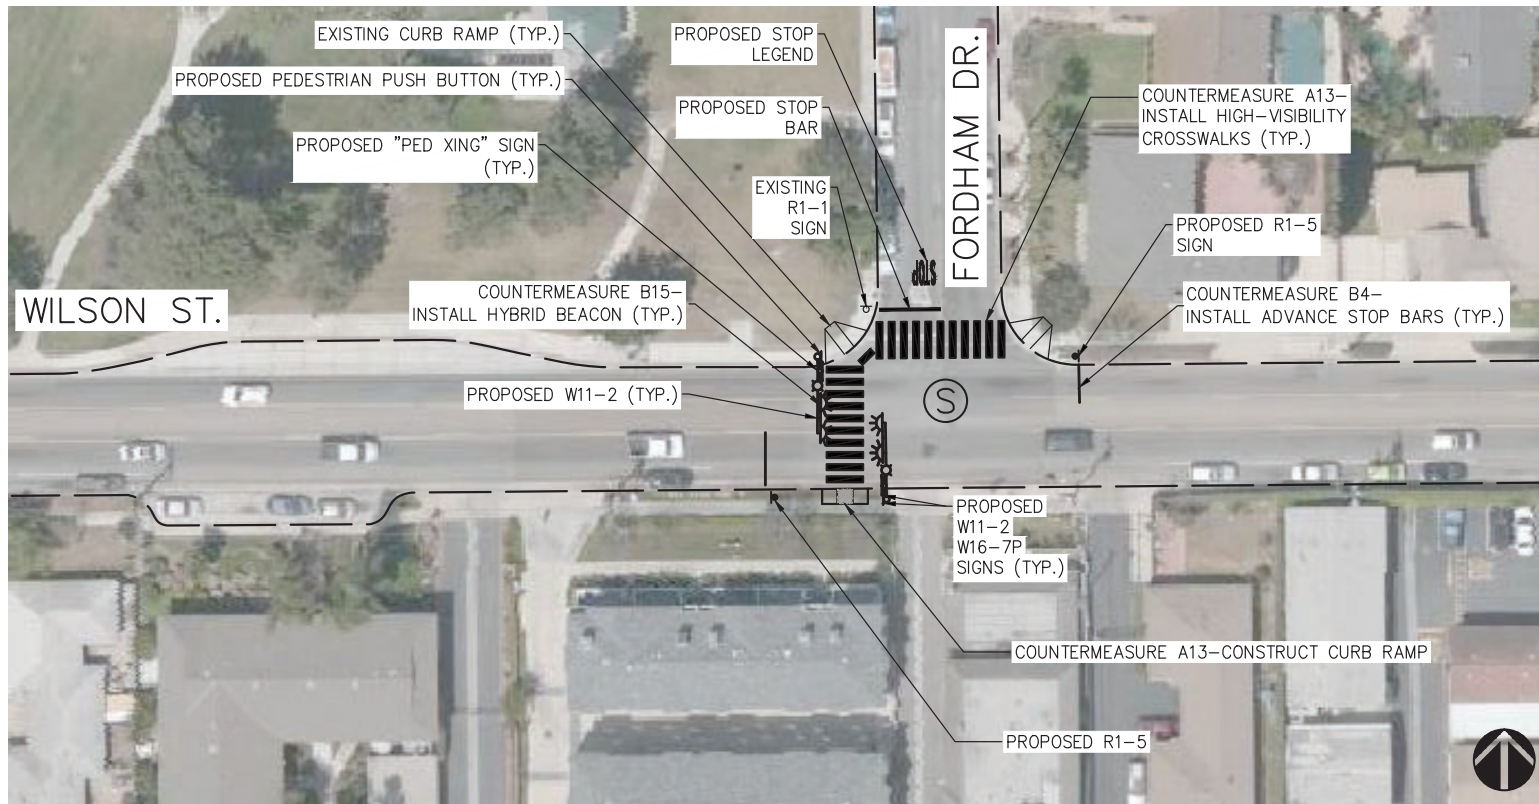 EXISTING CURB RAMP (TYP.)
PROPOSED PEDESTRIAN PUSH BUTTON (TYP.)
PROPOSED "PED XING" SIGN
(TYP.)
PROPOSED STOP
LEGEND
PROPOSED STOP
BAR
EXISTING
R1-1
SIGN
FORDHAM DR.
COUNTERMEASURE A13-
INSTALL HIGH-VISIBILITY
CROSSWALKS (TYP.)
PROPOSED R1-5
SIGN
STOP
WILSON ST.
COUNTERMEASURE B15-
INSTALL HYBRID BEACON (TYP.)
COUNTERMEASURE B4-
INSTALL ADVANCE STOP BARS (TYP.)
PROPOSED W11-2 (TYP.)
S
PROPOSED
W11-2
W16-7P
SIGNS (TYP.)
COUNTERMEASURE A13-CONSTRUCT CURB RAMP
PROPOSED R1-5